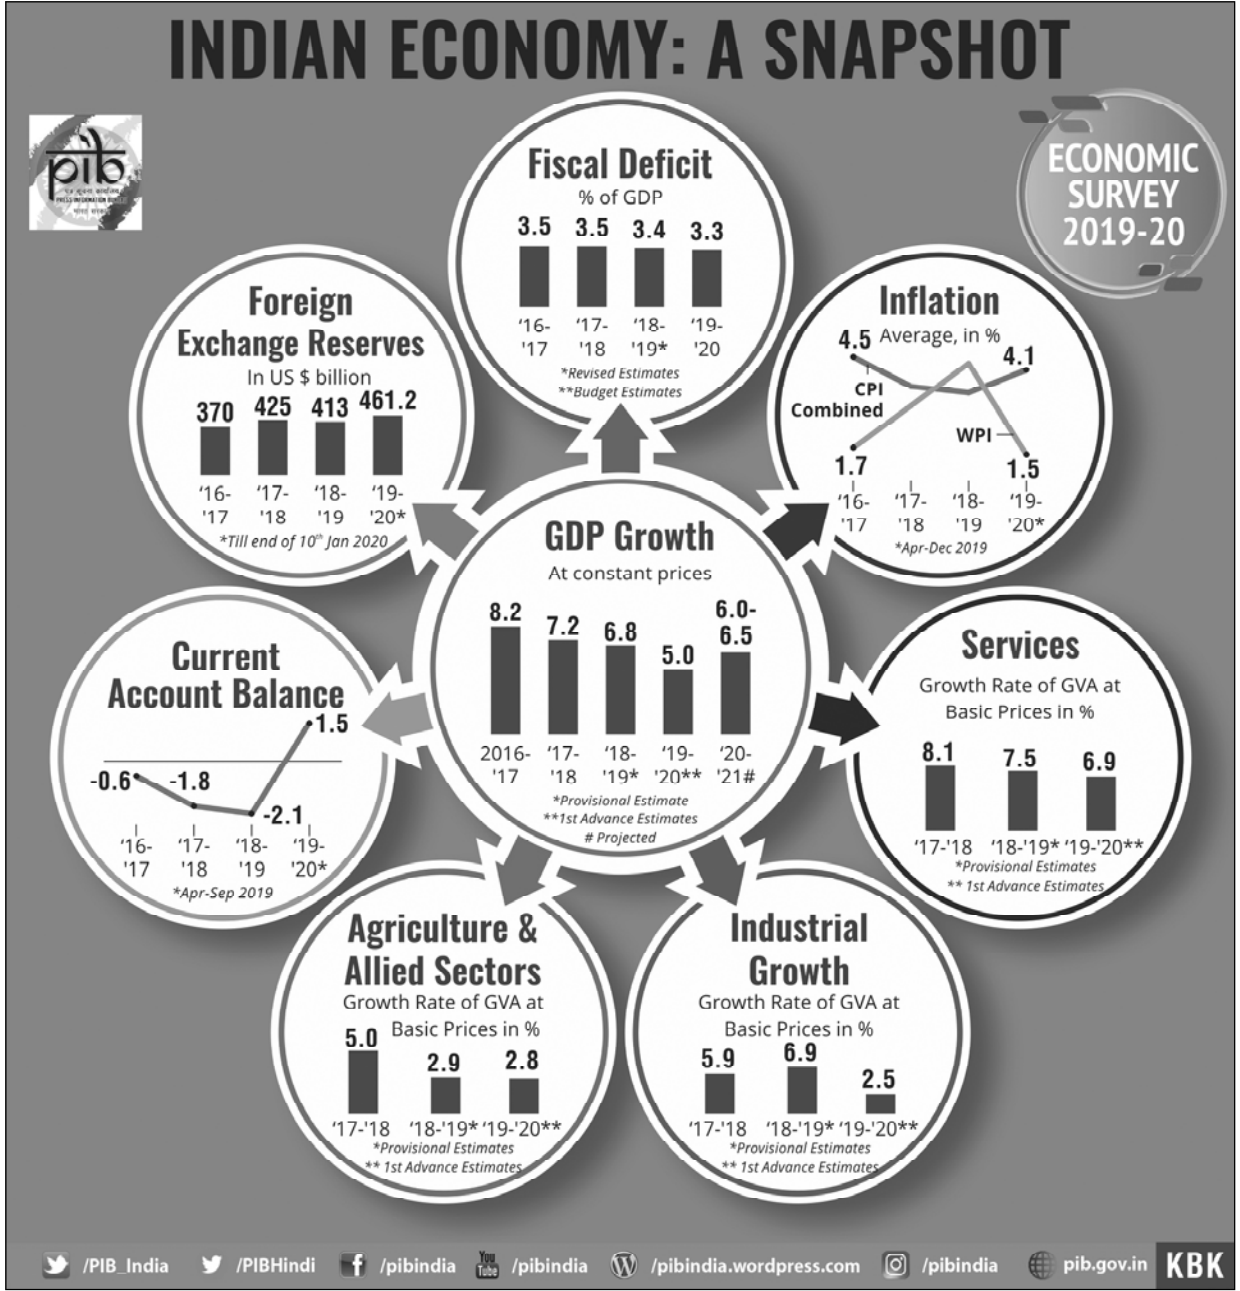 INDIAN ECONOMY: A SNAPSHOT
pib
पत्र सूचना कार्यालय
PRESS INFORMATION BUREAU
भारत सरकार
ECONOMIC
SURVEY
2019-20
Fiscal Deficit
% of GDP
3.5 3.5 3.4 3.3
‘16- ‘17- ‘18- ‘19-
'17 '18 '19* '20
*Revised Estimates
**Budget Estimates
Foreign
Exchange Reserves
In US $ billion
370 425 413 461.2
‘16- ‘17- ‘18- ‘19-
'17 '18 '19 '20*
*Till end of 10th Jan 2020
Inflation
Average, in %
4.5 4.1
CPI
Combined
WPI
1.7 1.5
‘16- ‘17- ‘18- ‘19-
'17 '18 '19 '20*
*Apr-Dec 2019
GDP Growth
At constant prices
8.2 7.2 6.8 5.0 6.0-
6.5
2016- ‘17- ‘18- ‘19- ‘20-
'17 '18 '19* '20** '21#
*Provisional Estimate
**1st Advance Estimates
# Projected
Current
Account Balance
1.5
-0.6 -1.8 -2.1
‘16- ‘17- ‘18- ‘19-
'17 '18 '19 '20*
*Apr-Sep 2019
Services
Growth Rate of GVA at
Basic Prices in %
8.1 7.5 6.9
‘17-'18 ‘18-'19* ‘19-'20**
*Provisional Estimates
** 1st Advance Estimates
Agriculture &
Allied Sectors
Growth Rate of GVA at
Basic Prices in %
5.0 2.9 2.8
‘17-'18 ‘18-'19* ‘19-'20**
*Provisional Estimates
** 1st Advance Estimates
Industrial
Growth
Growth Rate of GVA at
Basic Prices in %
5.9 6.9 2.5
‘17-'18 ‘18-'19* ‘19-'20**
*Provisional Estimates
** 1st Advance Estimates
/PIB_India /PIBHindi /pibindia You Tube /pibindia /pibindia.wordpress.com /pibindia pib.gov.in KBK